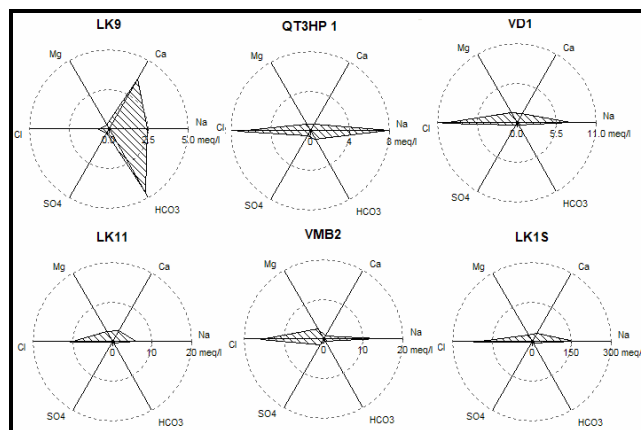 LK9
Mg
Ca
Cl
Na
0.0
2.5
5.0 meq/l
SO4
HCO3
QT3HP 1
Mg
Ca
Cl
Na
0
4
8 meq/l
SO4
HCO3
VD1
Mg
Ca
Cl
Na
0.0
5.5
11.0 meq/l
SO4
HCO3
LK11
Mg
Ca
Cl
Na
0
10
20 meq/l
SO4
HCO3
VMB2
Mg
Ca
Cl
Na
0
10
20 meq/l
SO4
HCO3
LK1S
Mg
Ca
Cl
Na
0
150
300 meq/l
SO4
HCO3